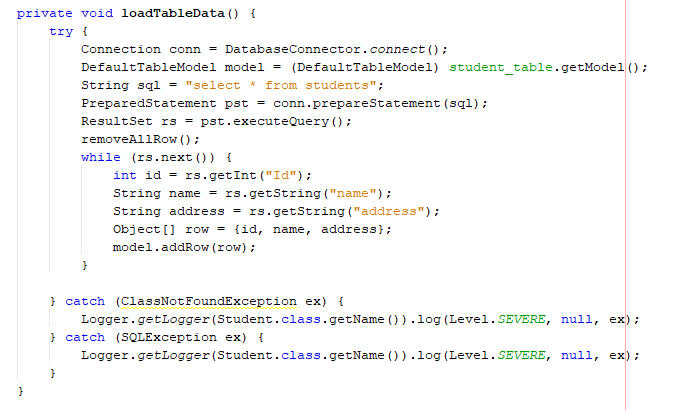 private void loadTableData() {
try {
Connection conn = DatabaseConnector.connect();
DefaultTableModel model = (DefaultTableModel) student_table.getModel();
String sql = "select * from students";
PreparedStatement pst = conn.prepareStatement(sql);
ResultSet rs = pst.executeQuery();
removeAllRow();
while (rs.next()) {
int id = rs.getInt("Id");
String name = rs.getString("name");
String address = rs.getString("address");
Object[] row = {id, name, address};
model.addRow(row);
}
} catch (ClassNotFoundException ex) {
Logger.getLogger(Student.class.getName()).log(Level.SEVERE, null, ex);
} catch (SQLException ex) {
Logger.getLogger(Student.class.getName()).log(Level.SEVERE, null, ex);
}
}